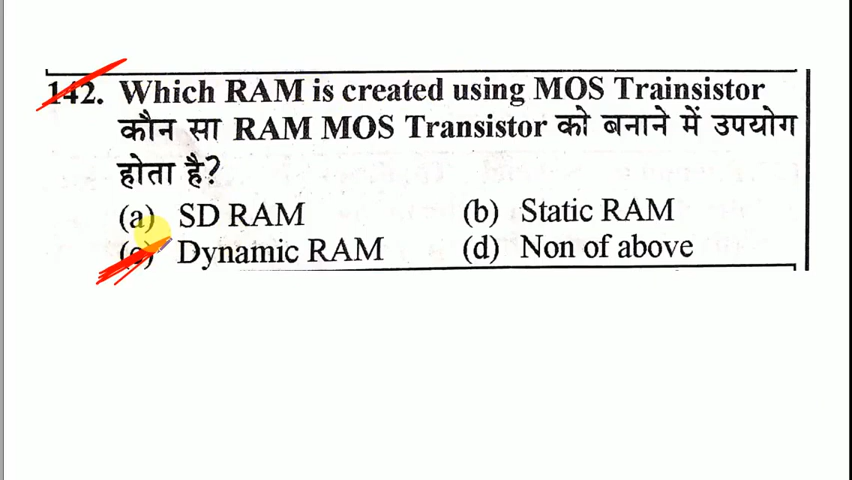 142. Which RAM is created using MOS Trainsistor
कौन सा RAM MOS Transistor को बनाने में उपयोग
होता है?
(a) SD RAM (b) Static RAM
(c) Dynamic RAM (d) Non of above